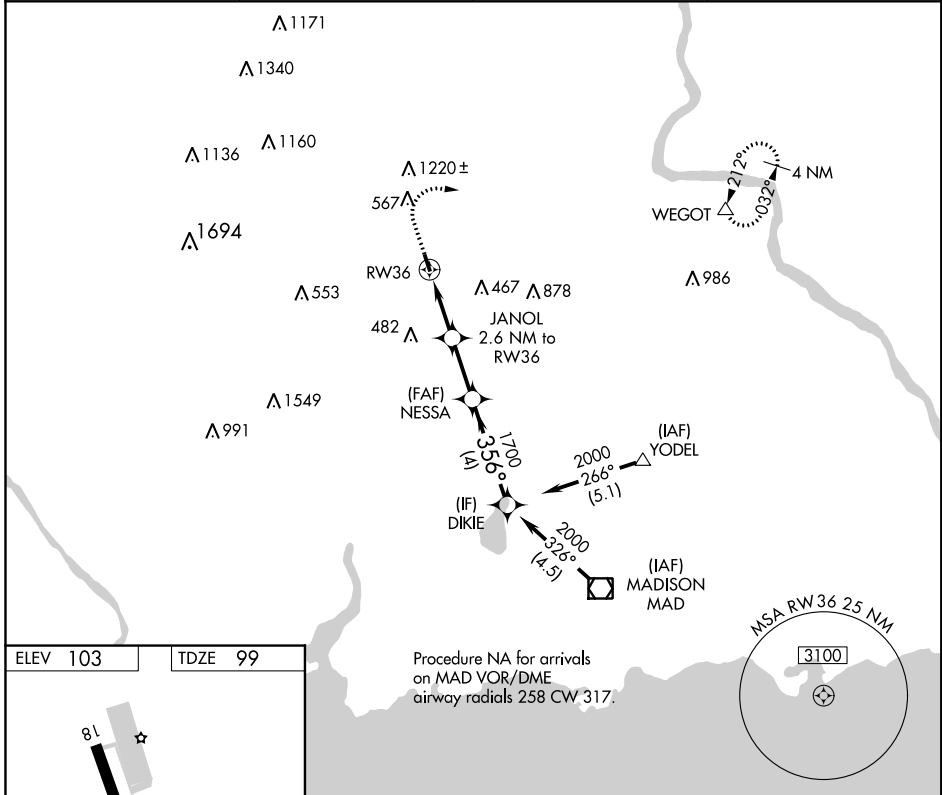 1171
1340
1136
1160
1220 ±
567
212°
032°
4 NM
WEGOT
1694
RW36
553
467
878
986
482
JANOL
2.6 NM to
RW36
(FAF)
NESSA
1549
991
1700
356°
(4)
(IAF)
YODEL
2000
266°
(5.1)
(IF)
DIKIE
2000
326°
(4.5)
(IAF)
MADISON
MAD
MSA RW36 25 NM
3100
Procedure NA for arrivals
on MAD VOR/DME
airway radials 258 CW 317.
ELEV 103
TDZE 99
18